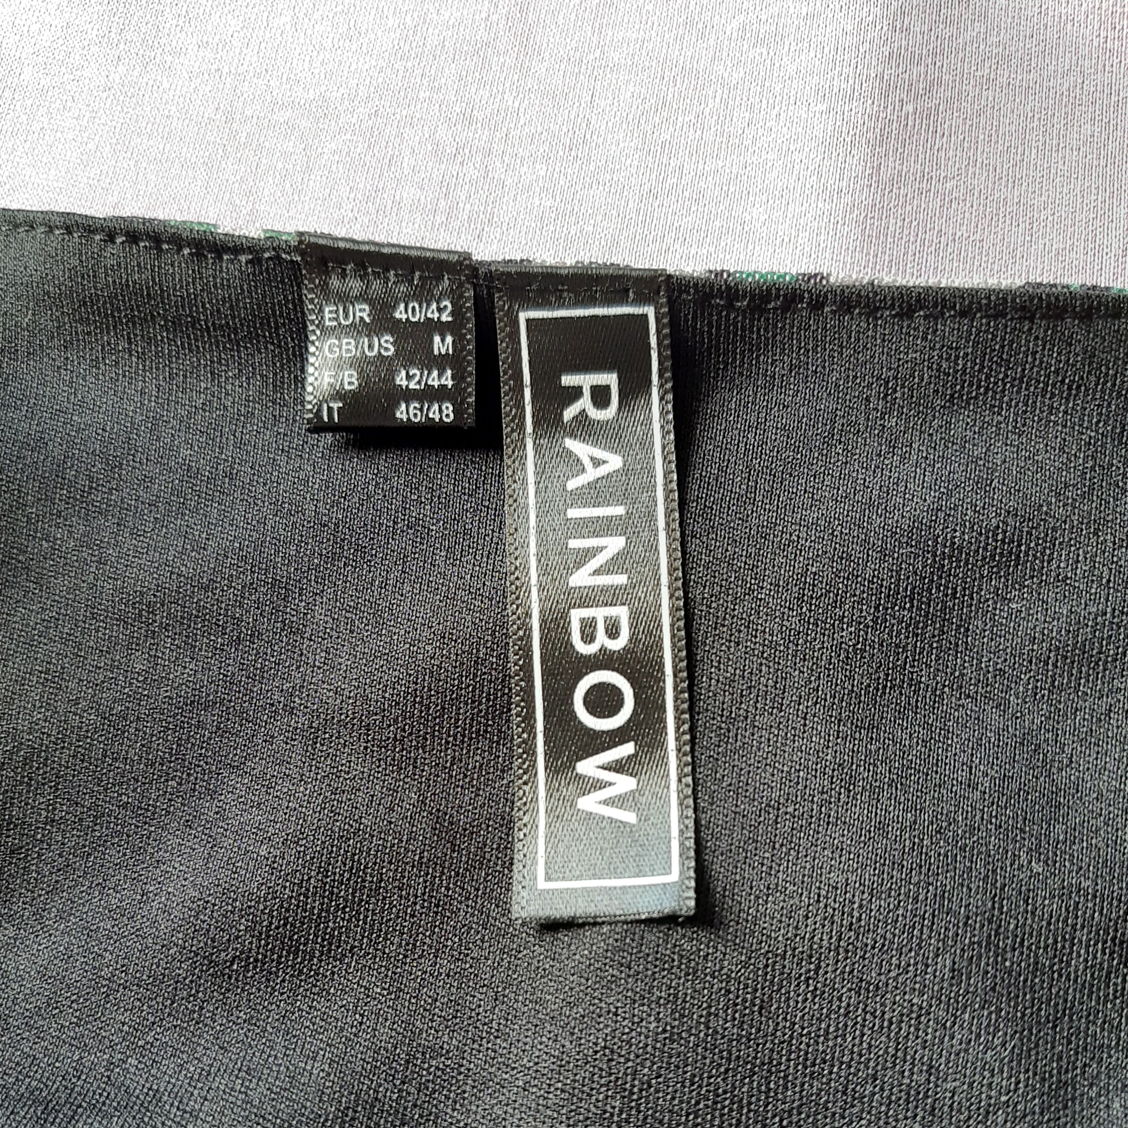 EUR 40/42
GB/US M
F/B 42/44
IT 46/48
RAINBOW